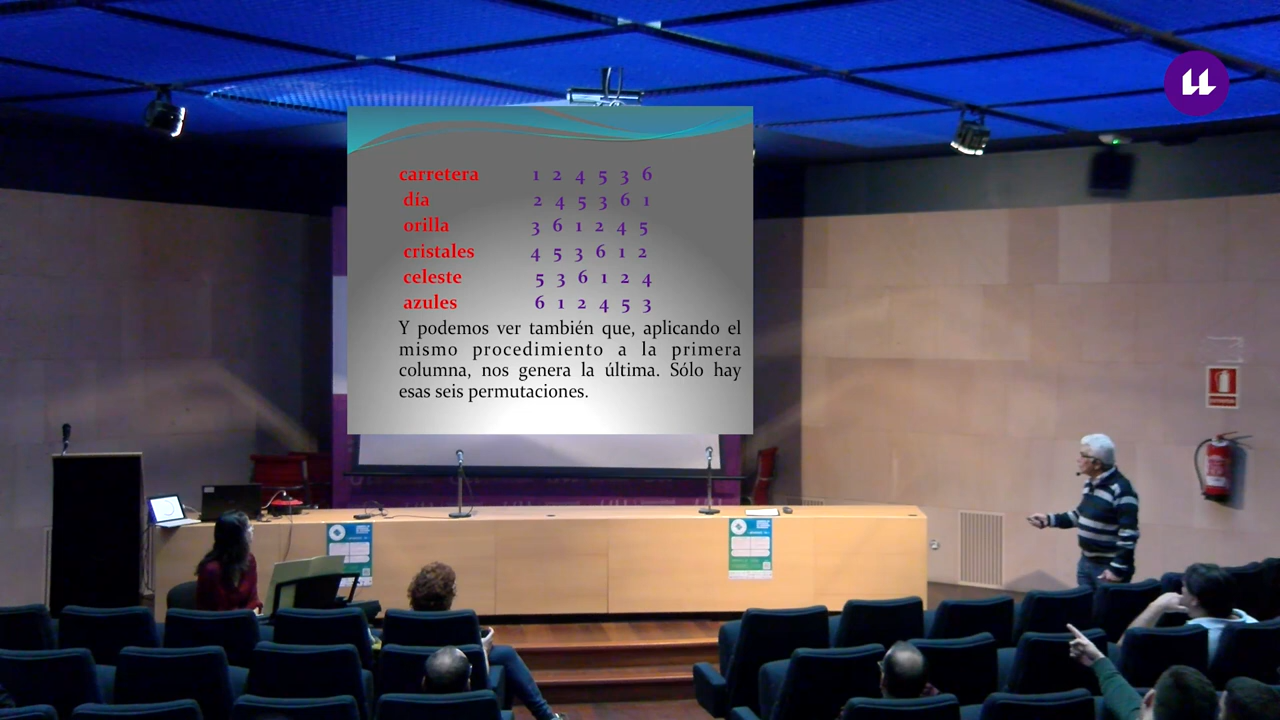 carretera 1 2 4 5 3 6
día 2 4 5 3 6 1
orilla 3 6 1 2 4 5
cristales 4 5 3 6 1 2
celeste 5 3 6 1 2 4
azules 6 1 2 4 5 3
Y podemos ver también que, aplicando el
mismo procedimiento a la primera
columna, nos genera la última. Sólo hay
esas seis permutaciones.